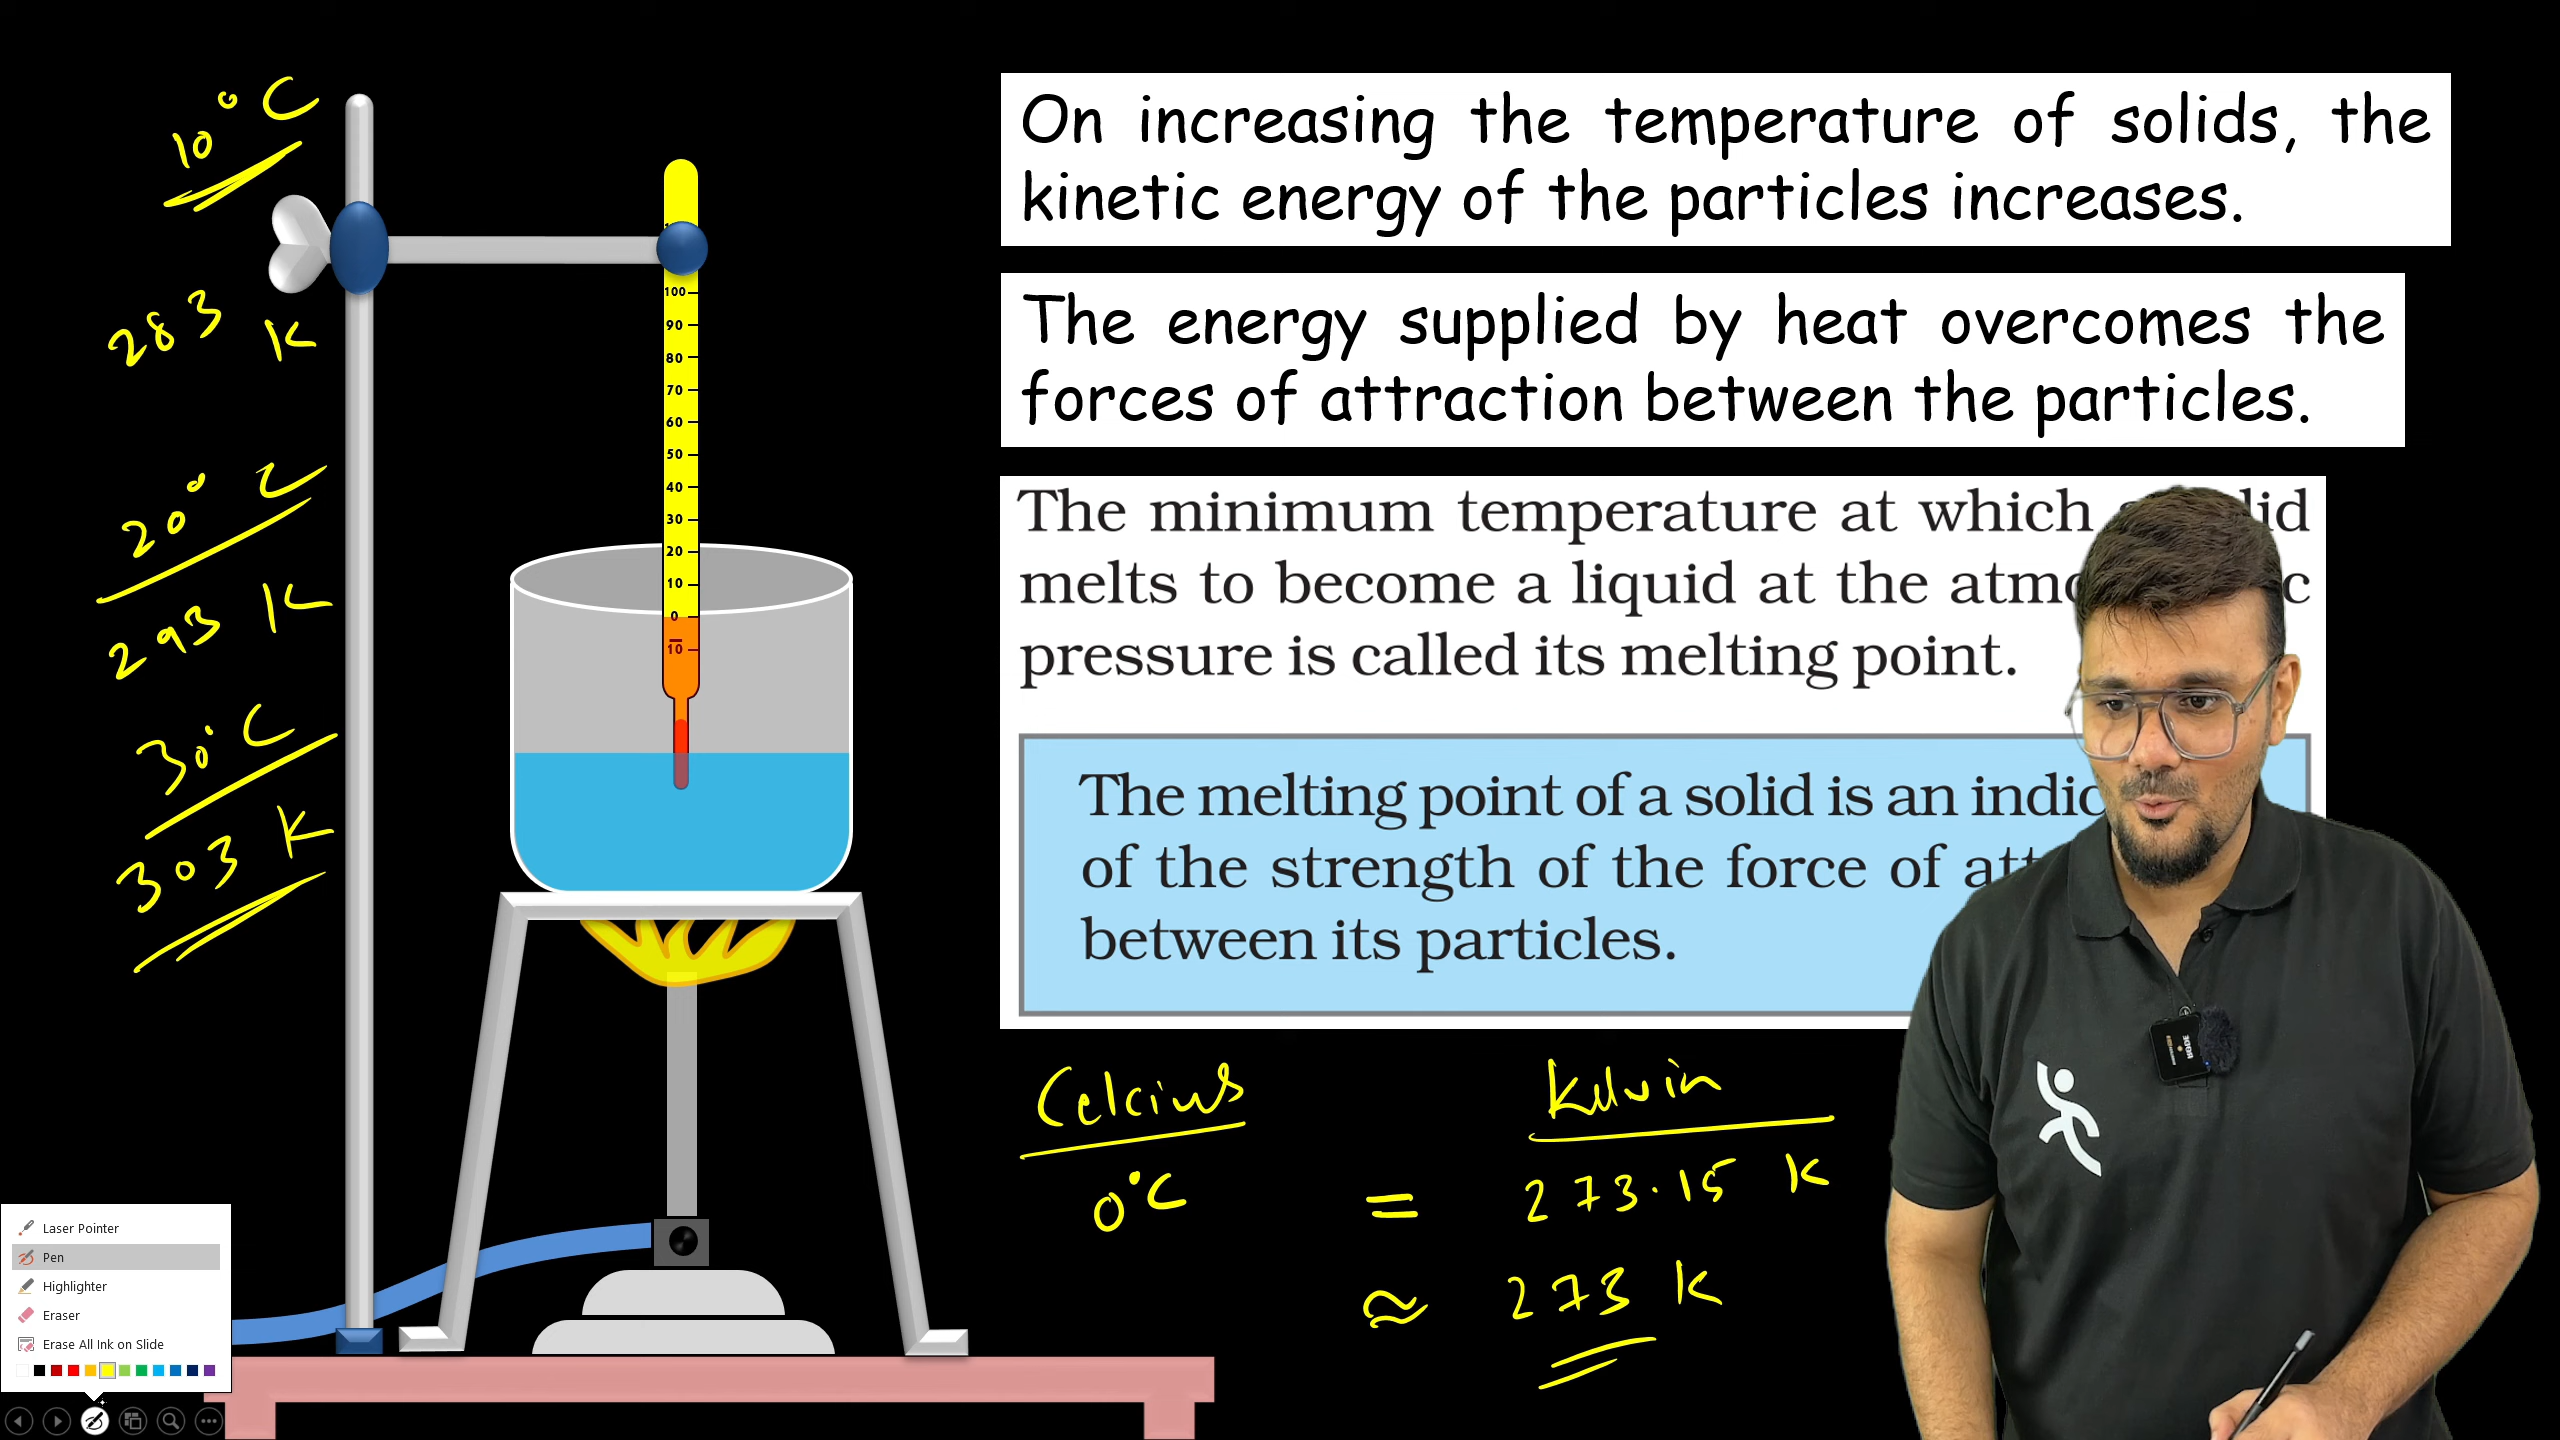 10°C
283 K
20°C
293 K
30°C
303 K
100
90
80
70
60
50
40
30
20
10
0
10
On increasing the temperature of solids, the
kinetic energy of the particles increases.
The energy supplied by heat overcomes the
forces of attraction between the particles.
The minimum temperature at which
melts to become a liquid at the
pressure is called its melting point.
The melting point of a solid is an
of the strength of the force of
between its particles.
Celcius Kelvin
0°C = 273.15 K
≈ 273 K
RODE
Laser Pointer
Pen
Highlighter
Eraser
Erase All Ink on Slide